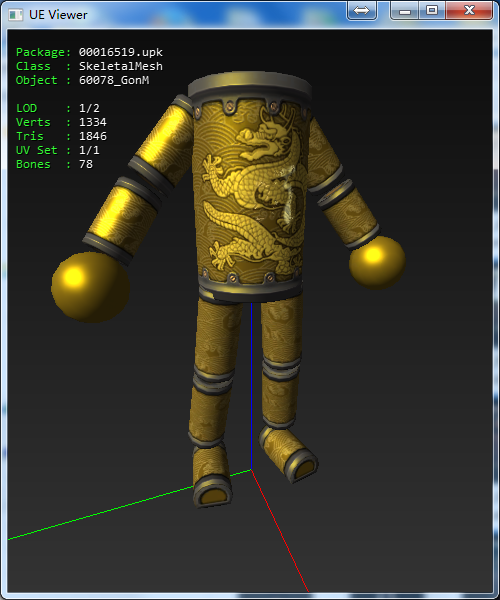 UE Viewer
Package: 00016519.upk
Class  : SkeletalMesh
Object : 60078_GonM
LOD    : 1/2
Verts  : 1334
Tris   : 1846
UV Set : 1/1
Bones  : 78